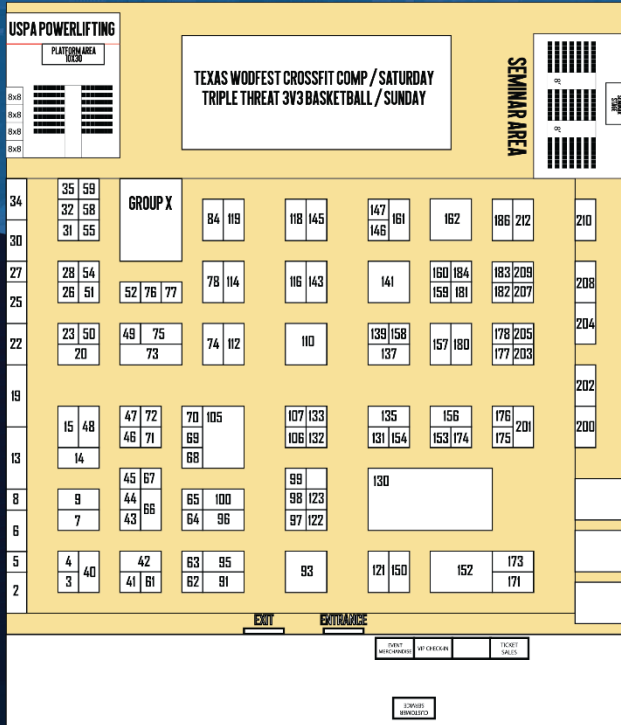 USPA POWERLIFTING
PLATFORM AREA
10X30
8x8
8x8
8x8
8x8
TEXAS WODFEST CROSSFIT COMP / SATURDAY
TRIPLE THREAT 3V3 BASKETBALL / SUNDAY
SEMINAR AREA
8'
8'
SEMINAR
STAGE
34 35 59 GROUP X 84 119 118 145 147 161 162 186 212 210
32 58 146
30 31 55
27 28 54 78 114 116 143 141 160 184 183 209 208
25 26 51 52 76 77 159 181 182 207
204
22 23 50 49 75 74 112 110 139 158 157 180 178 205
20 73 137 177 203
19 202
15 48 47 72 70 105 107 133 135 156 176 201 200
46 71 69 106 132 131 154 153 174 175
13 14 68
45 67 99 130
8 9 44 66 65 100 98 123
6 7 43 64 96 97 122
5 4 40 42 63 95 93 121 150 152 173
2 3 41 61 62 91 171
EXIT
ENTRANCE
EVENT
MERCHANDISE
VIP CHECK-IN
TICKET
SALES
CUSTOMER
SERVICE